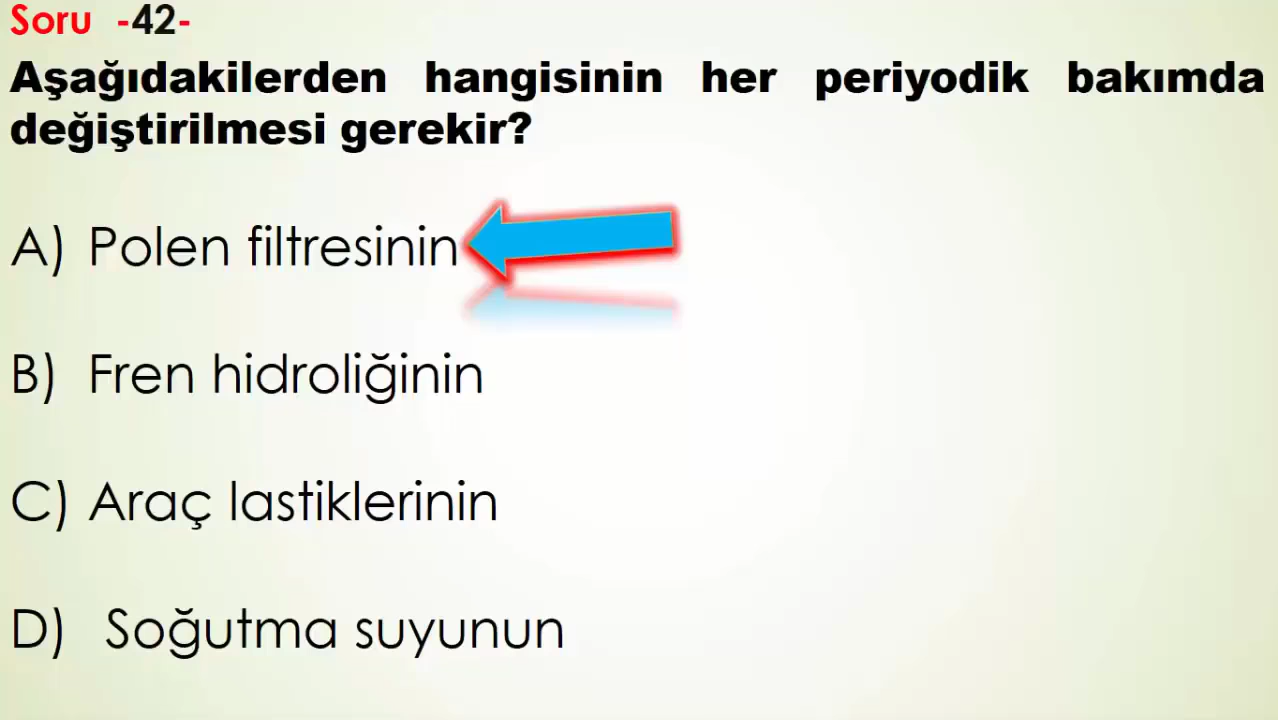 Soru -42-
Aşağıdakilerden hangisinin her periyodik bakımda
değiştirilmesi gerekir?
A) Polen filtresinin
B) Fren hidroliğinin
C) Araç lastiklerinin
D) Soğutma suyunun